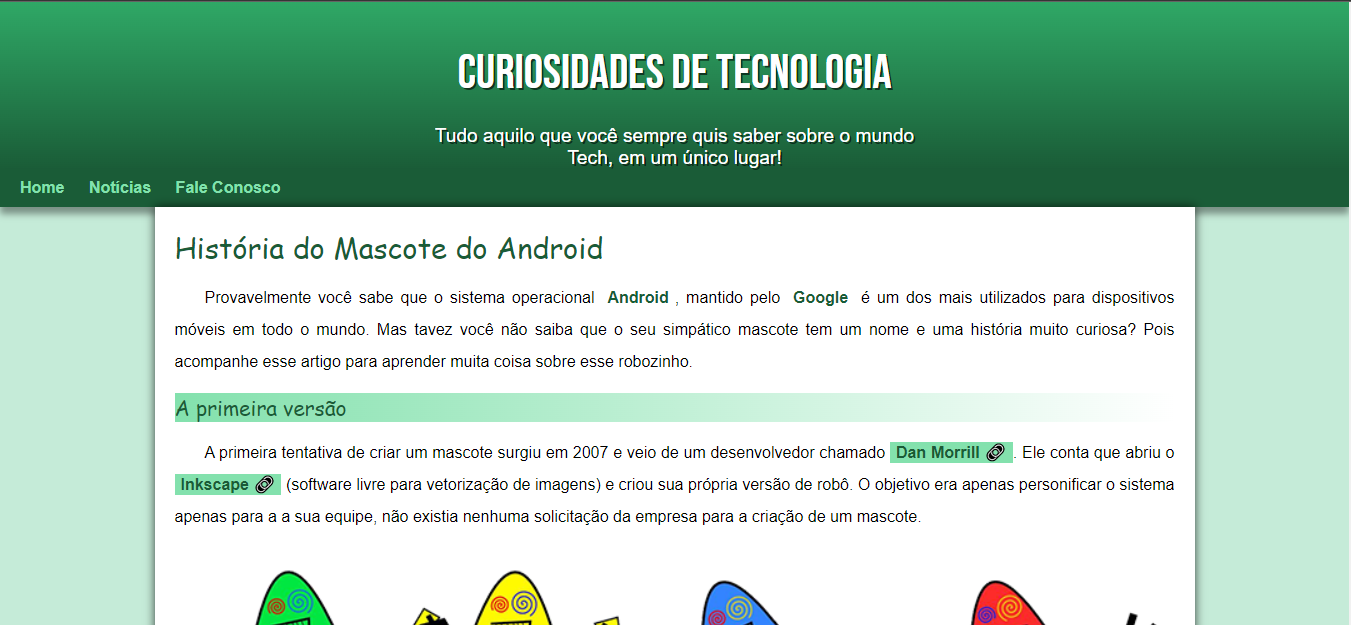 CURIOSIDADES DE TECNOLOGIA
Tudo aquilo que você sempre quis saber sobre o mundo
Tech, em um único lugar!
Home Notícias Fale Conosco
História do Mascote do Android
Provavelmente você sabe que o sistema operacional Android , mantido pelo Google é um dos mais utilizados para dispositivos
móveis em todo o mundo. Mas tavez você não saiba que o seu simpático mascote tem um nome e uma história muito curiosa? Pois
acompanhe esse artigo para aprender muita coisa sobre esse robozinho.
A primeira versão
A primeira tentativa de criar um mascote surgiu em 2007 e veio de um desenvolvedor chamado Dan Morrill . Ele conta que abriu o
Inkscape (software livre para vetorização de imagens) e criou sua própria versão de robô. O objetivo era apenas personificar o sistema
apenas para a a sua equipe, não existia nenhuma solicitação da empresa para a criação de um mascote.